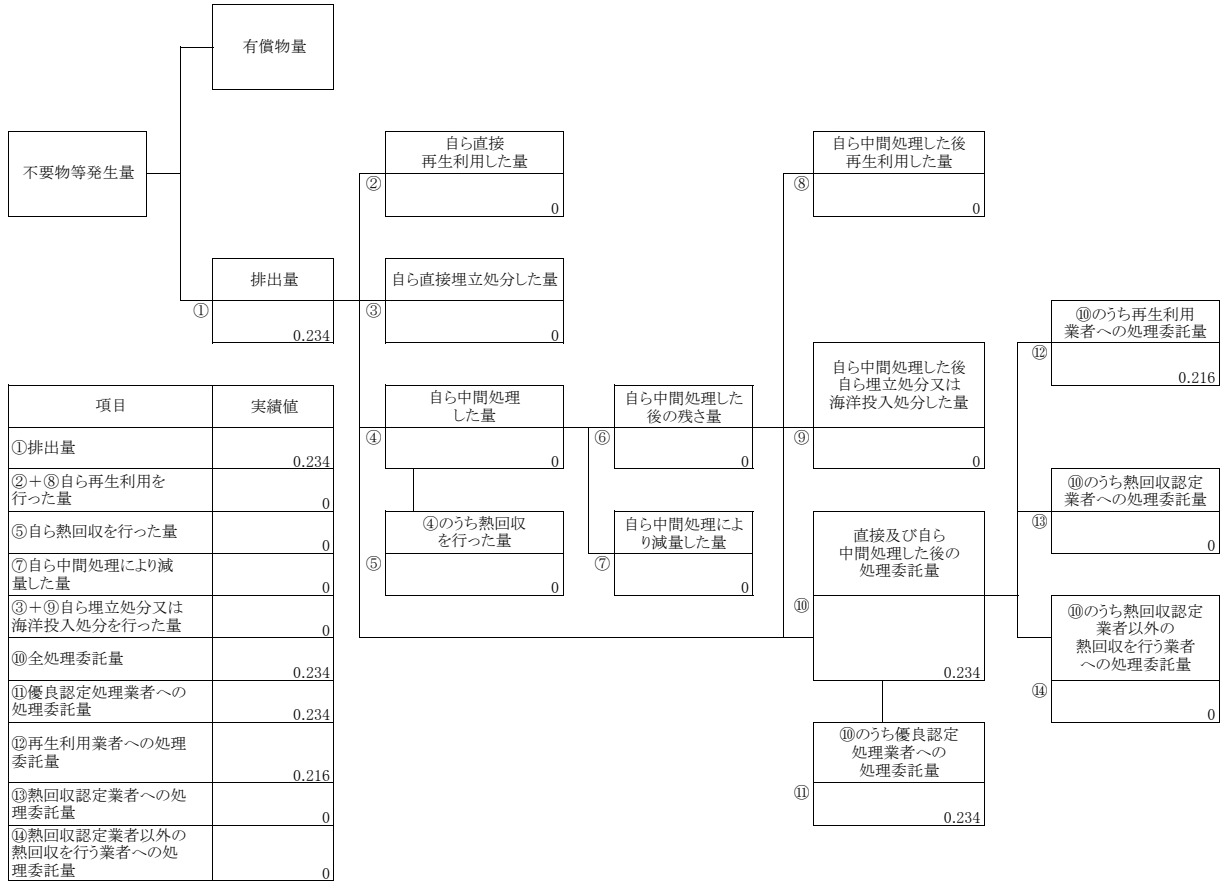 有償物量
不要物等発生量
自ら直接
再生利用した量
②
0
自ら中間処理した後
再生利用した量
⑧
0
排出量
①
0.234
自ら直接埋立処分した量
③
0
⑩のうち再生利用
業者への処理委託量
⑫
0.216
自ら中間処理
した量
④
0
自ら中間処理した
後の残さ量
⑥
0
自ら中間処理した後
自ら埋立処分又は
海洋投入処分した量
⑨
0
⑩のうち熱回収認定
業者への処理委託量
⑬
0
④のうち熱回収
を行った量
⑤
0
自ら中間処理によ
り減量した量
⑦
0
直接及び自ら
中間処理した後の
処理委託量
⑩
0.234
⑩のうち熱回収認定
業者以外の
熱回収を行う業者
への処理委託量
⑭
0
⑩のうち優良認定
処理業者への
処理委託量
⑪
0.234
項目 実績値
①排出量
0.234
②＋⑧自ら再生利用を
行った量
0
⑤自ら熱回収を行った量
0
⑦自ら中間処理により減
量した量
0
③＋⑨自ら埋立処分又は
海洋投入処分を行った量
0
⑩全処理委託量
0.234
⑪優良認定処理業者への
処理委託量
0.234
⑫再生利用業者への処理
委託量
0.216
⑬熱回収認定業者への処
理委託量
0
⑭熱回収認定業者以外の
熱回収を行う業者への処
理委託量
0